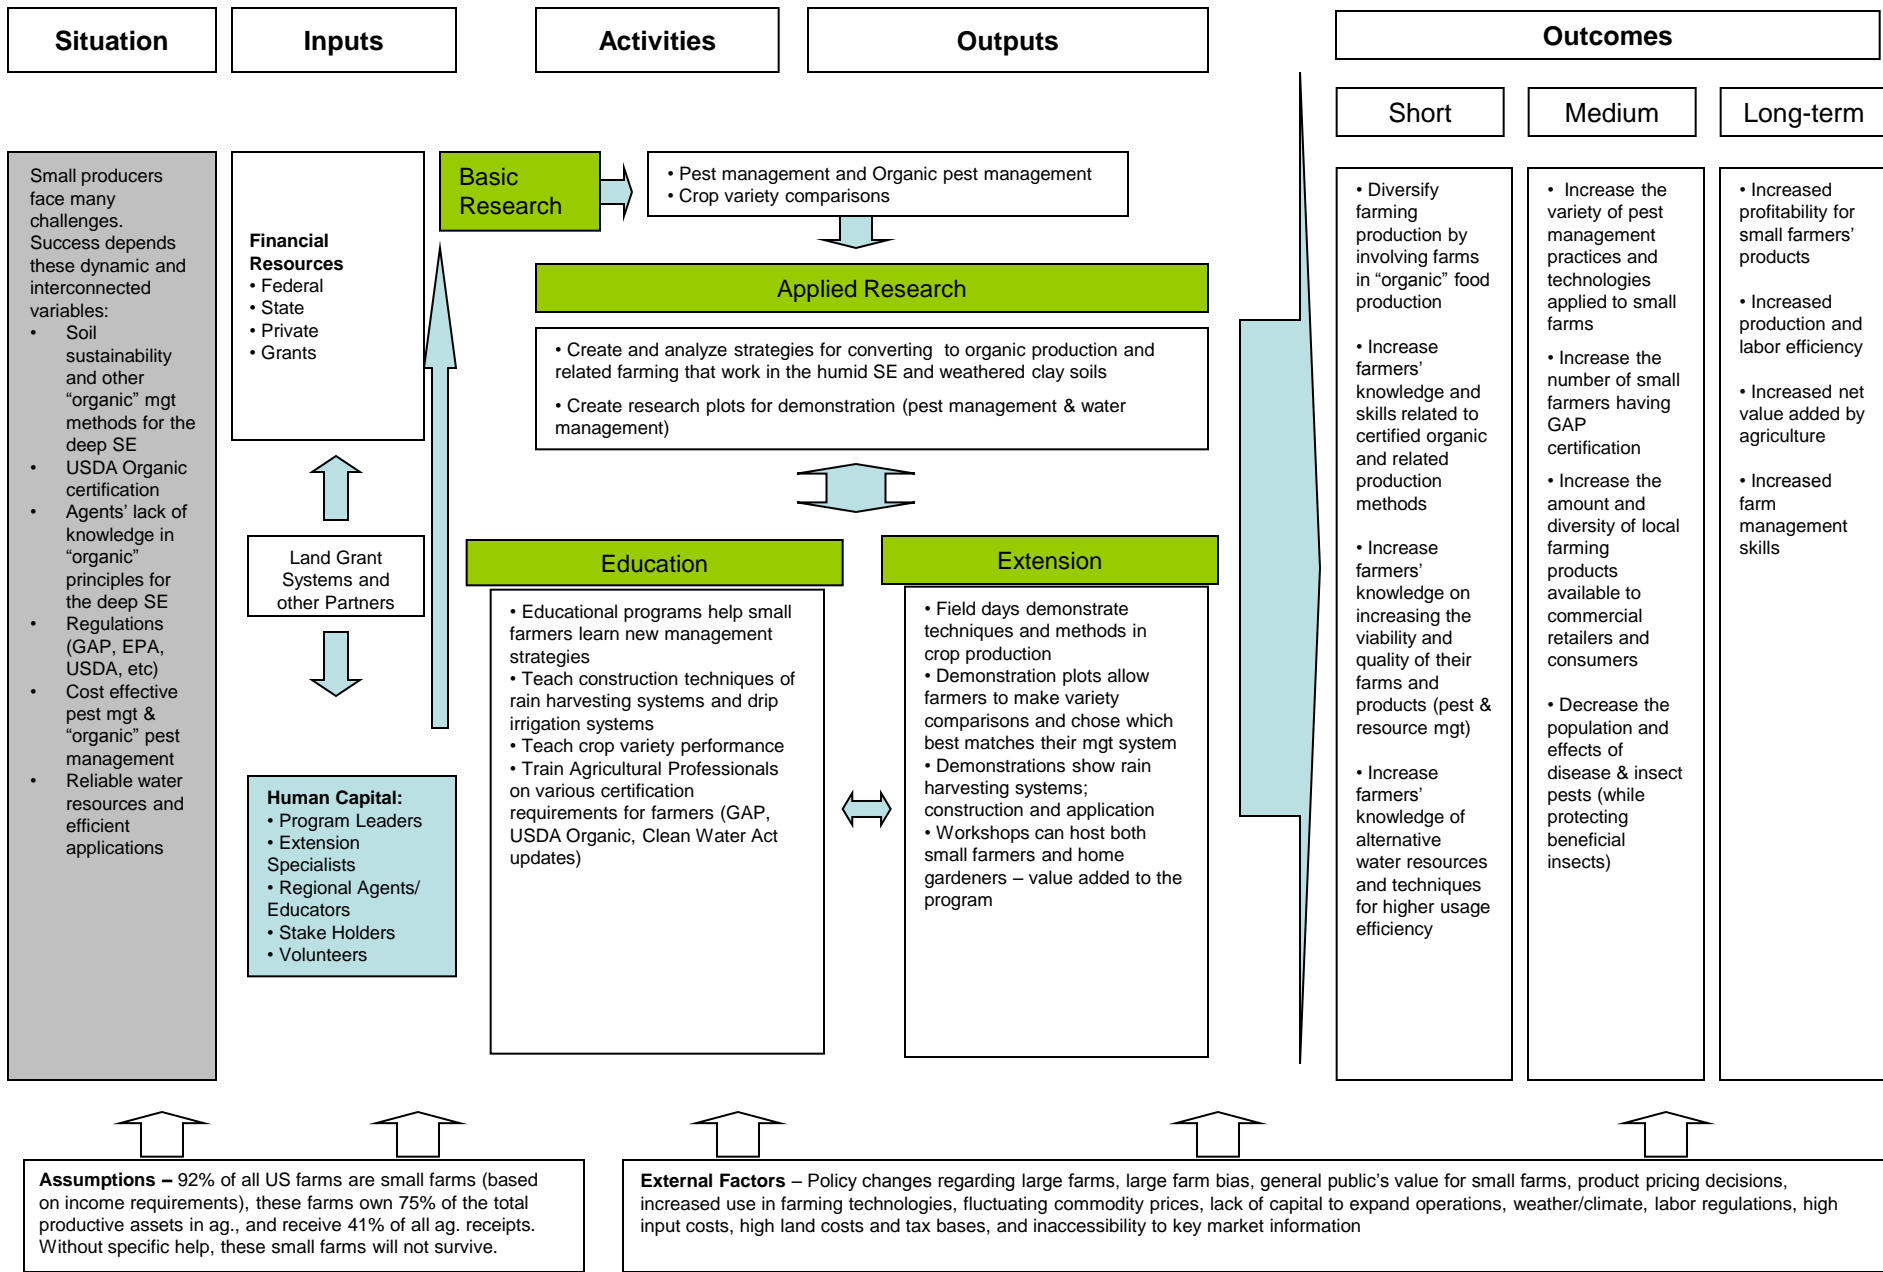 Situation
Inputs
Activities
Outputs
Outcomes
Short
Medium
Long-term
Small producers
face many
challenges.
Success depends
these dynamic and
interconnected
variables:
• Soil
sustainability
and other
“organic” mgt
methods for the
deep SE
• USDA Organic
certification
• Agents’ lack of
knowledge in
“organic”
principles for
the deep SE
• Regulations
(GAP, EPA,
USDA, etc)
• Cost effective
pest mgt &
“organic” pest
management
• Reliable water
resources and
efficient
applications
Financial
Resources
• Federal
• State
• Private
• Grants
Land Grant
Systems and
other Partners
Human Capital:
• Program Leaders
• Extension
Specialists
• Regional Agents/
Educators
• Stake Holders
• Volunteers
Basic
Research
• Pest management and Organic pest management
• Crop variety comparisons
Applied Research
• Create and analyze strategies for converting to organic production and
related farming that work in the humid SE and weathered clay soils
• Create research plots for demonstration (pest management & water
management)
Education
• Educational programs help small
farmers learn new management
strategies
• Teach construction techniques of
rain harvesting systems and drip
irrigation systems
• Teach crop variety performance
• Train Agricultural Professionals
on various certification
requirements for farmers (GAP,
USDA Organic, Clean Water Act
updates)
Extension
• Field days demonstrate
techniques and methods in
crop production
• Demonstration plots allow
farmers to make variety
comparisons and chose which
best matches their mgt system
• Demonstrations show rain
harvesting systems;
construction and application
• Workshops can host both
small farmers and home
gardeners – value added to the
program
• Diversify
farming
production by
involving farms
in “organic” food
production
• Increase
farmers’
knowledge and
skills related to
certified organic
and related
production
methods
• Increase
farmers’
knowledge on
increasing the
viability and
quality of their
farms and
products (pest &
resource mgt)
• Increase
farmers’
knowledge of
alternative
water resources
and techniques
for higher usage
efficiency
• Increase the
variety of pest
management
practices and
technologies
applied to small
farms
• Increase the
number of small
farmers having
GAP
certification
• Increase the
amount and
diversity of local
farming
products
available to
commercial
retailers and
consumers
• Decrease the
population and
effects of
disease & insect
pests (while
protecting
beneficial
insects)
• Increased
profitability for
small farmers’
products
• Increased
production and
labor efficiency
• Increased net
value added by
agriculture
• Increased
farm
management
skills
Assumptions – 92% of all US farms are small farms (based
on income requirements), these farms own 75% of the total
productive assets in ag., and receive 41% of all ag. receipts.
Without specific help, these small farms will not survive.
External Factors – Policy changes regarding large farms, large farm bias, general public’s value for small farms, product pricing decisions,
increased use in farming technologies, fluctuating commodity prices, lack of capital to expand operations, weather/climate, labor regulations, high
input costs, high land costs and tax bases, and inaccessibility to key market information